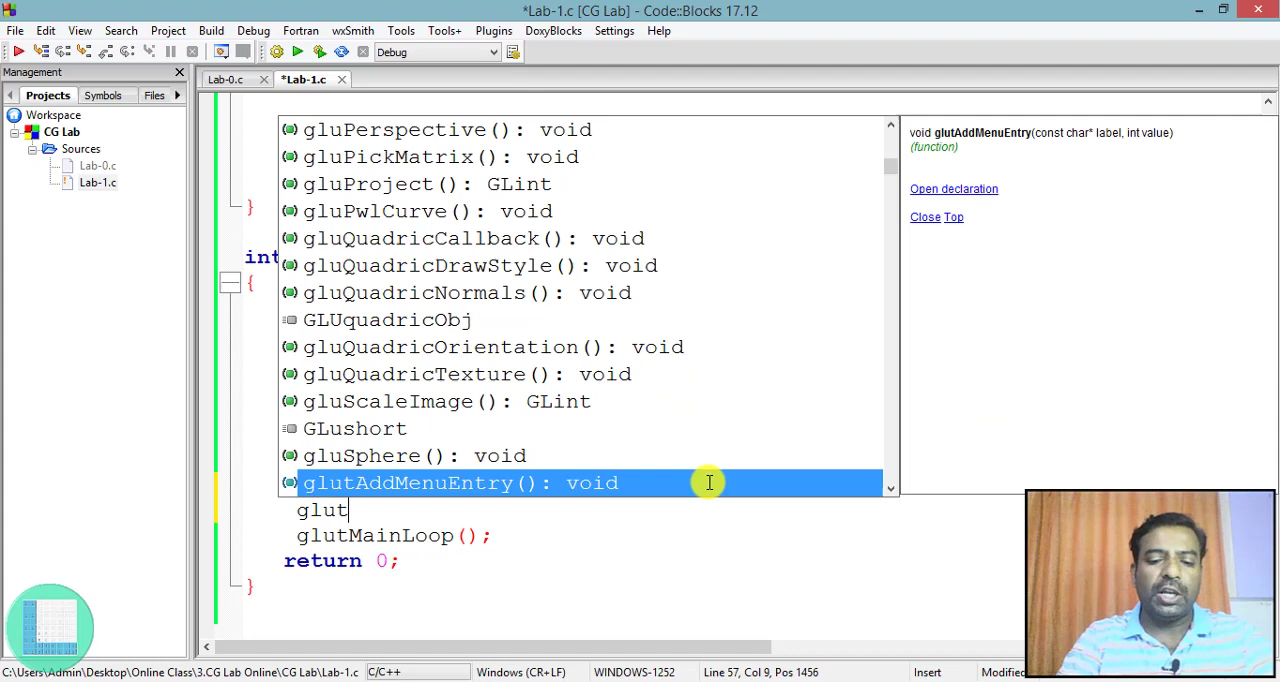 *Lab-1.c [CG Lab] - Code::Blocks 17.12
File Edit View Search Project Build Debug Fortran wxSmith Tools Tools+ Plugins DoxyBlocks Settings Help
Debug
Management
Lab-0.c *Lab-1.c
Projects Symbols Files
Workspace
CG Lab
Sources
Lab-0.c
Lab-1.c
}
int
{
gluPerspective(): void
gluPickMatrix(): void
gluProject(): GLint
gluPwlCurve(): void
gluQuadricCallback(): void
gluQuadricDrawStyle(): void
gluQuadricNormals(): void
GLUquadricObj
gluQuadricOrientation(): void
gluQuadricTexture(): void
gluScaleImage(): GLint
GLushort
gluSphere(): void
glutAddMenuEntry(): void
void glutAddMenuEntry(const char* label, int value)
(function)
Open declaration
Close Top
glut
glutMainLoop();
return 0;
}
C:\Users\Admin\Desktop\Online Class\3.CG Lab Online\CG Lab\Lab-1.c C/C++ Windows (CR+LF) WINDOWS-1252 Line 57, Col 9, Pos 1456 Insert Modified